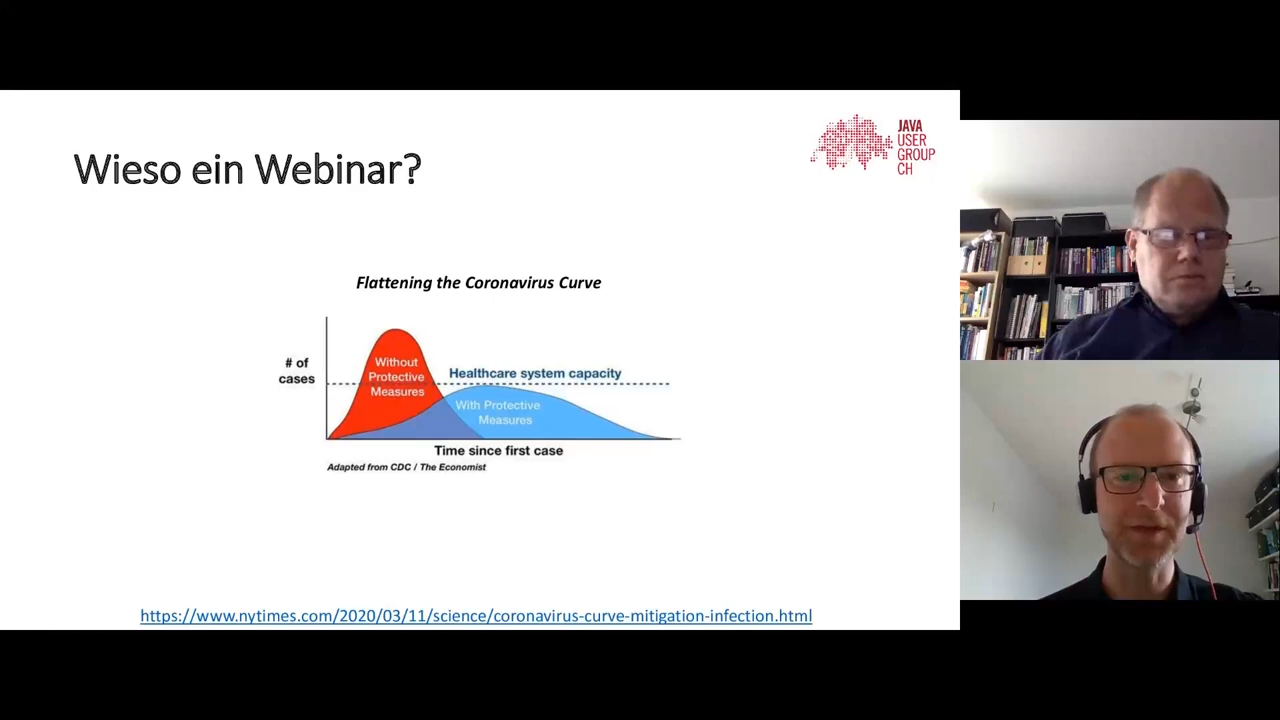 Wieso ein Webinar?
JAVA
USER
GROUP
CH
Flattening the Coronavirus Curve
# of
cases
Without
Protective
Measures
Healthcare system capacity
With Protective
Measures
Time since first case
Adapted from CDC / The Economist
https://www.nytimes.com/2020/03/11/science/coronavirus-curve-mitigation-infection.html